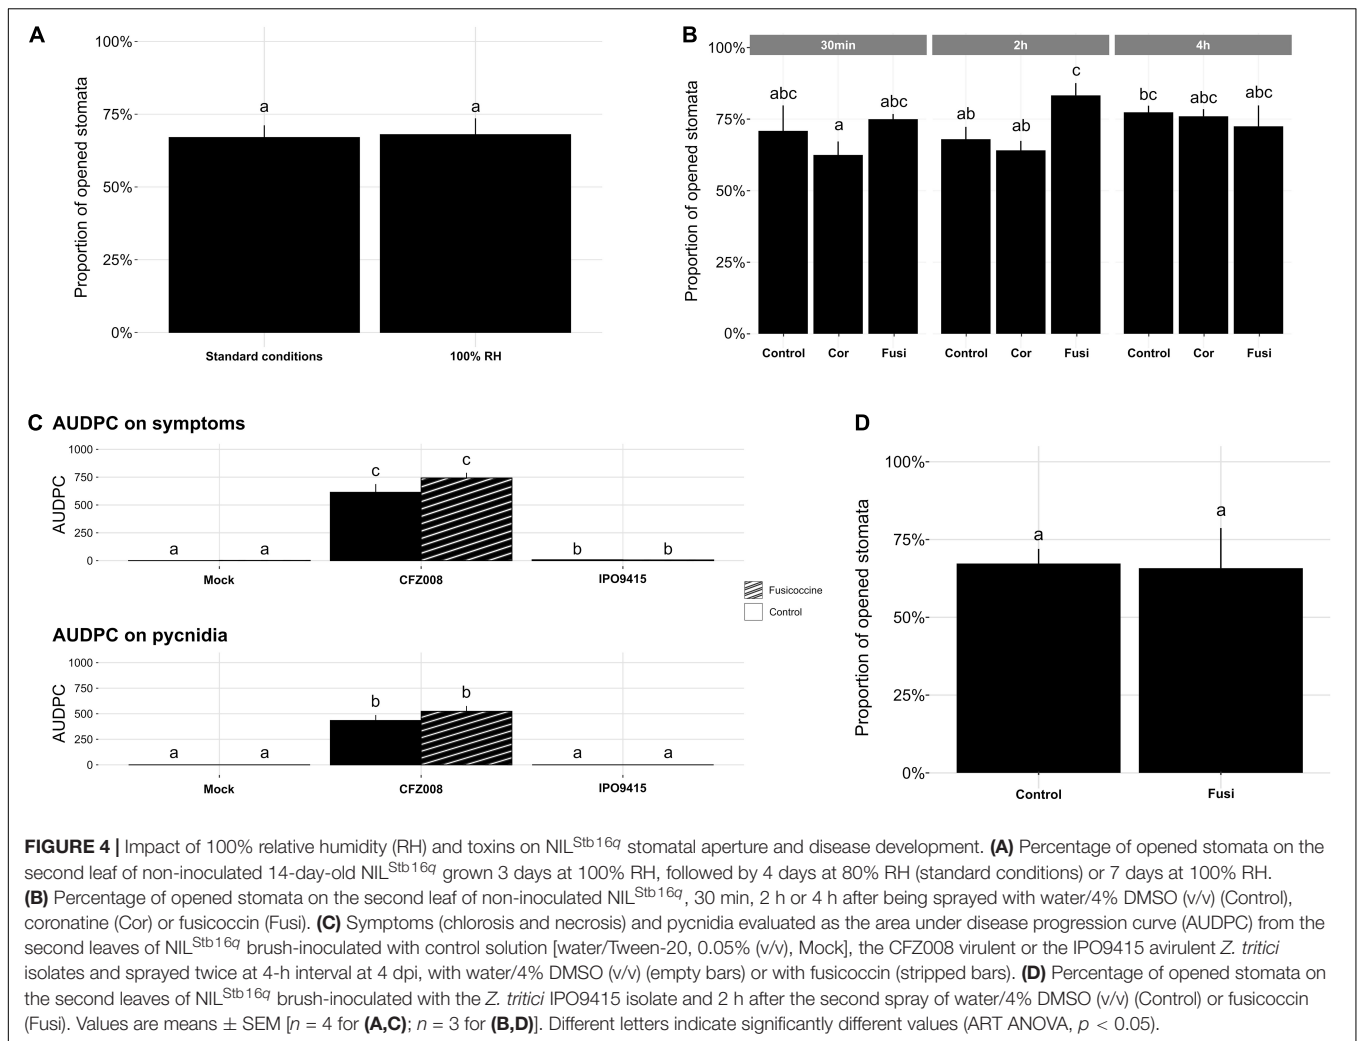 A
100%
75%
50%
25%
0%
Proportion of opened stomata
a
a
Standard conditions
100% RH
B
30min
2h
4h
100%
75%
50%
25%
0%
Proportion of opened stomata
abc
a
abc
ab
ab
c
bc
abc
abc
Control
Cor
Fusi
Control
Cor
Fusi
Control
Cor
Fusi
C AUDPC on symptoms
1000
750
500
250
0
AUDPC
a
a
c
c
b
b
Mock
CFZ008
IPO9415
Fusicoccine
Control
AUDPC on pycnidia
1000
750
500
250
0
AUDPC
a
a
b
b
a
a
Mock
CFZ008
IPO9415
D
100%
75%
50%
25%
0%
Proportion of opened stomata
a
a
Control
Fusi
FIGURE 4 | Impact of 100% relative humidity (RH) and toxins on NILStb16q stomatal aperture and disease development. (A) Percentage of opened stomata on the
second leaf of non-inoculated 14-day-old NILStb16q grown 3 days at 100% RH, followed by 4 days at 80% RH (standard conditions) or 7 days at 100% RH.
(B) Percentage of opened stomata on the second leaf of non-inoculated NILStb16q, 30 min, 2 h or 4 h after being sprayed with water/4% DMSO (v/v) (Control),
coronatine (Cor) or fusicoccin (Fusi). (C) Symptoms (chlorosis and necrosis) and pycnidia evaluated as the area under disease progression curve (AUDPC) from the
second leaves of NILStb16q brush-inoculated with control solution [water/Tween-20, 0.05% (v/v), Mock], the CFZ008 virulent or the IPO9415 avirulent Z. tritici
isolates and sprayed twice at 4-h interval at 4 dpi, with water/4% DMSO (v/v) (empty bars) or with fusicoccin (stripped bars). (D) Percentage of opened stomata on
the second leaves of NILStb16q brush-inoculated with the Z. tritici IPO9415 isolate and 2 h after the second spray of water/4% DMSO (v/v) (Control) or fusicoccin
(Fusi). Values are means ± SEM [n = 4 for (A,C); n = 3 for (B,D)]. Different letters indicate significantly different values (ART ANOVA, p < 0.05).